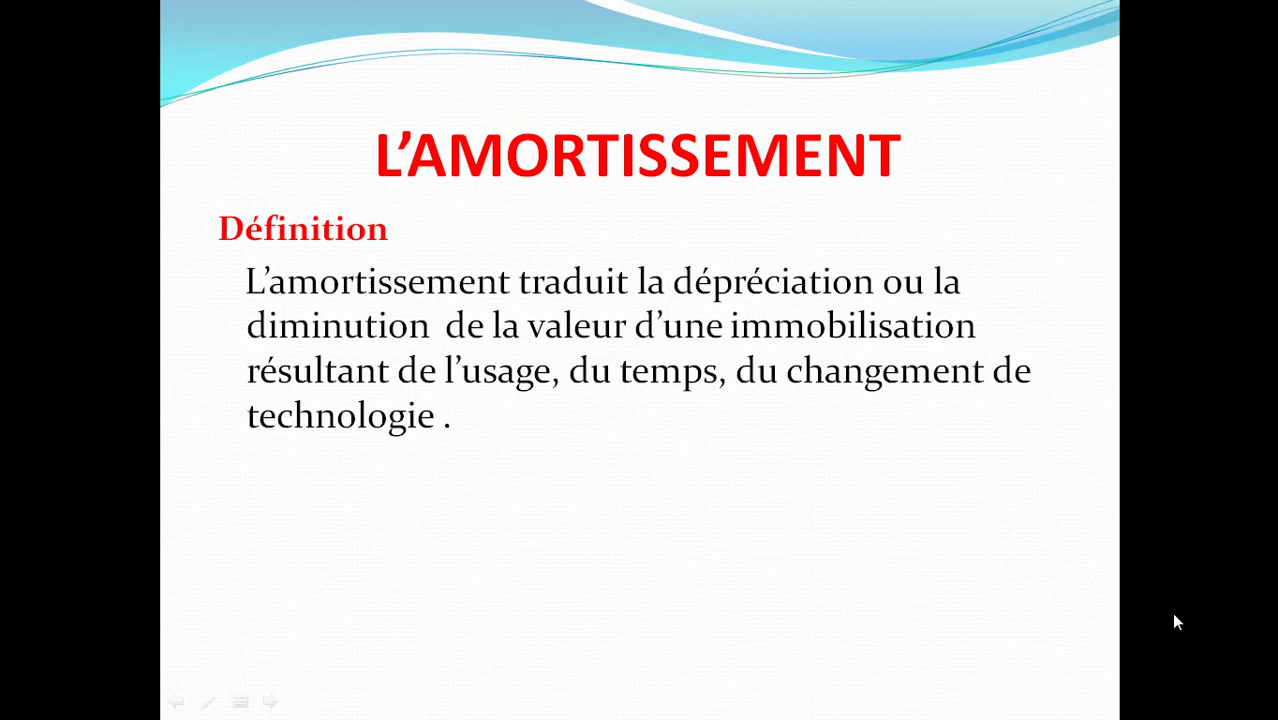 L’AMORTISSEMENT
Définition
L’amortissement traduit la dépréciation ou la
diminution  de la valeur d’une immobilisation
résultant de l’usage, du temps, du changement de
technologie .